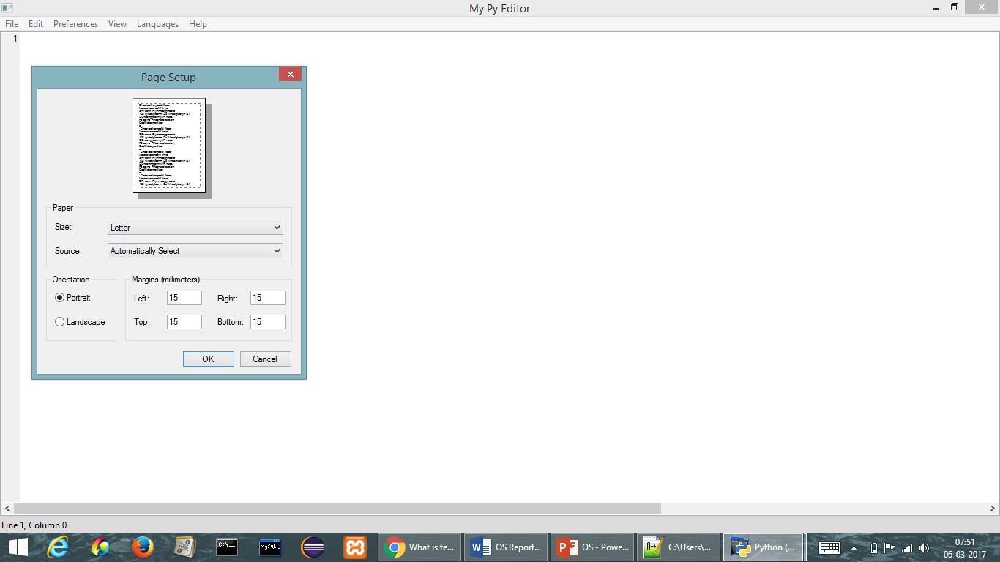 My Py Editor
File Edit Preferences View Languages Help
1
Page Setup
Paper
Size: Letter
Source: Automatically Select
Orientation Margins (millimeters)
Portrait Left: 15 Right: 15
Landscape Top: 15 Bottom: 15
OK Cancel
Line 1, Column 0
C:\_ MySQL What is te... OS Report... OS - Powe... C:\Users\... Python (... 07:51
06-03-2017